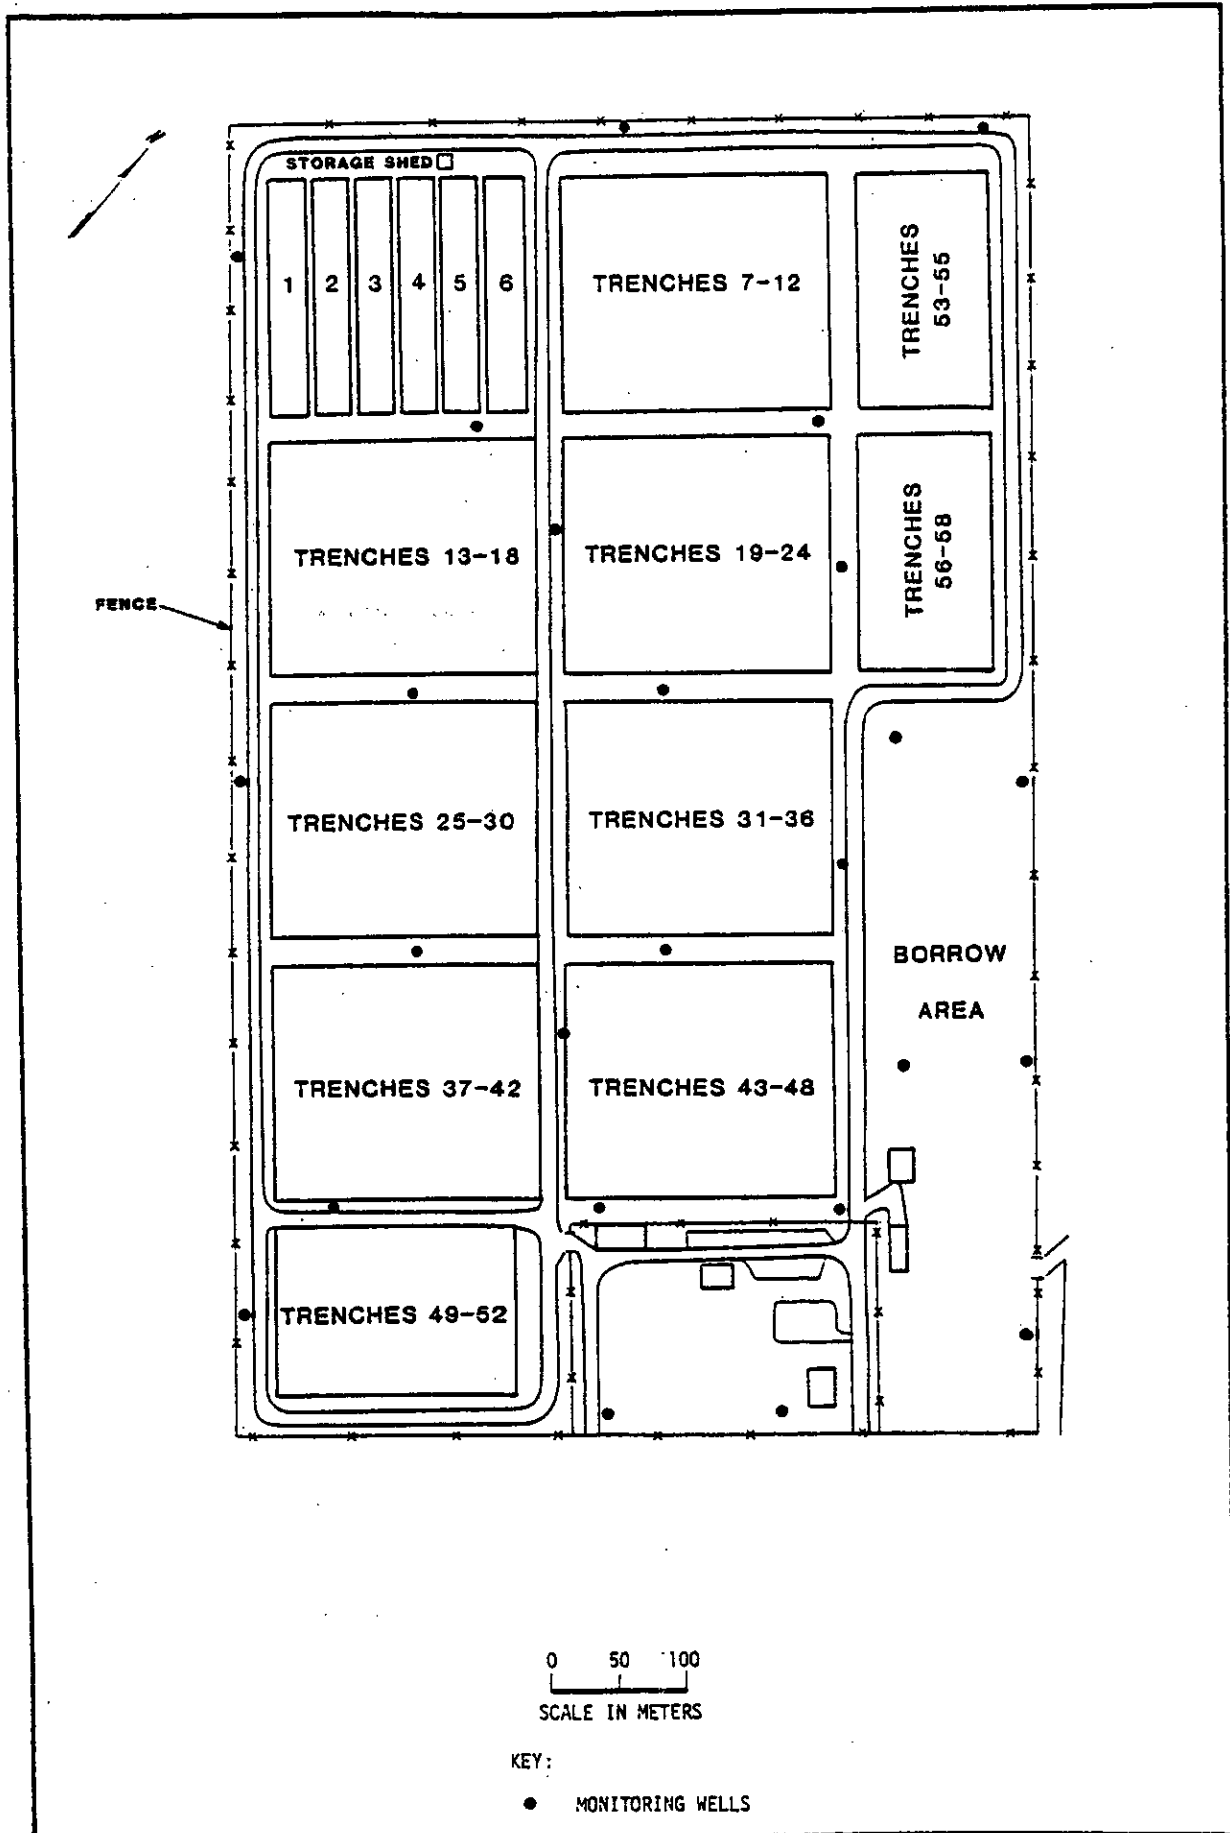 N
STORAGE SHED
1 2 3 4 5 6
TRENCHES 7-12
TRENCHES
53-55
TRENCHES 13-18
TRENCHES 19-24
TRENCHES
56-58
FENCE
TRENCHES 25-30
TRENCHES 31-36
BORROW
AREA
TRENCHES 37-42
TRENCHES 43-48
TRENCHES 49-52
0 50 100
SCALE IN METERS
KEY:
MONITORING WELLS